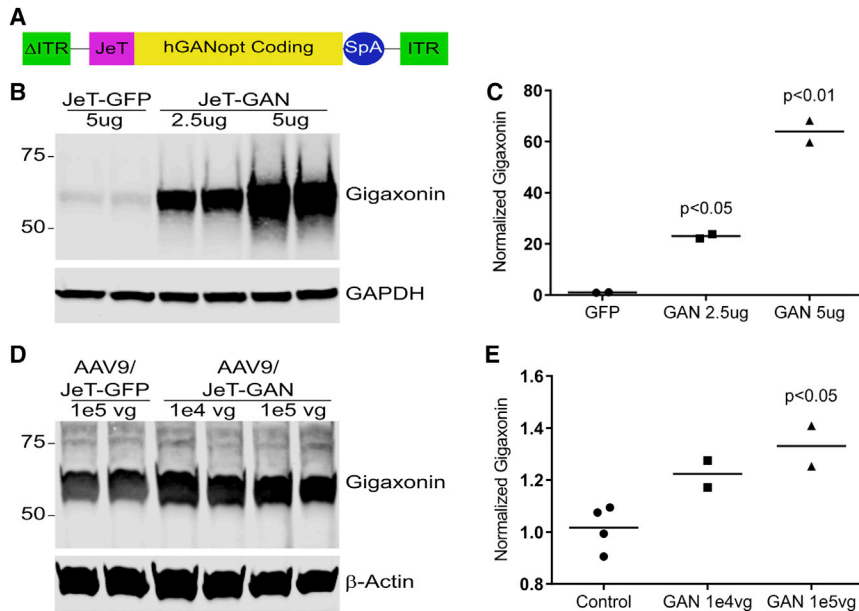 A
ΔITR JeT hGANopt Coding SpA ITR
B
JeT-GFP JeT-GAN
5ug 2.5ug 5ug
75
50
Gigaxonin
GAPDH
C
Normalized Gigaxonin
80
60
40
20
0
p<0.05
p<0.01
GFP GAN 2.5ug GAN 5ug
D
AAV9/ AAV9/
JeT-GFP JeT-GAN
1e5 vg 1e4 vg 1e5 vg
75
50
Gigaxonin
β-Actin
E
Normalized Gigaxonin
1.6
1.4
1.2
1.0
0.8
p<0.05
Control GAN 1e4vg GAN 1e5vg